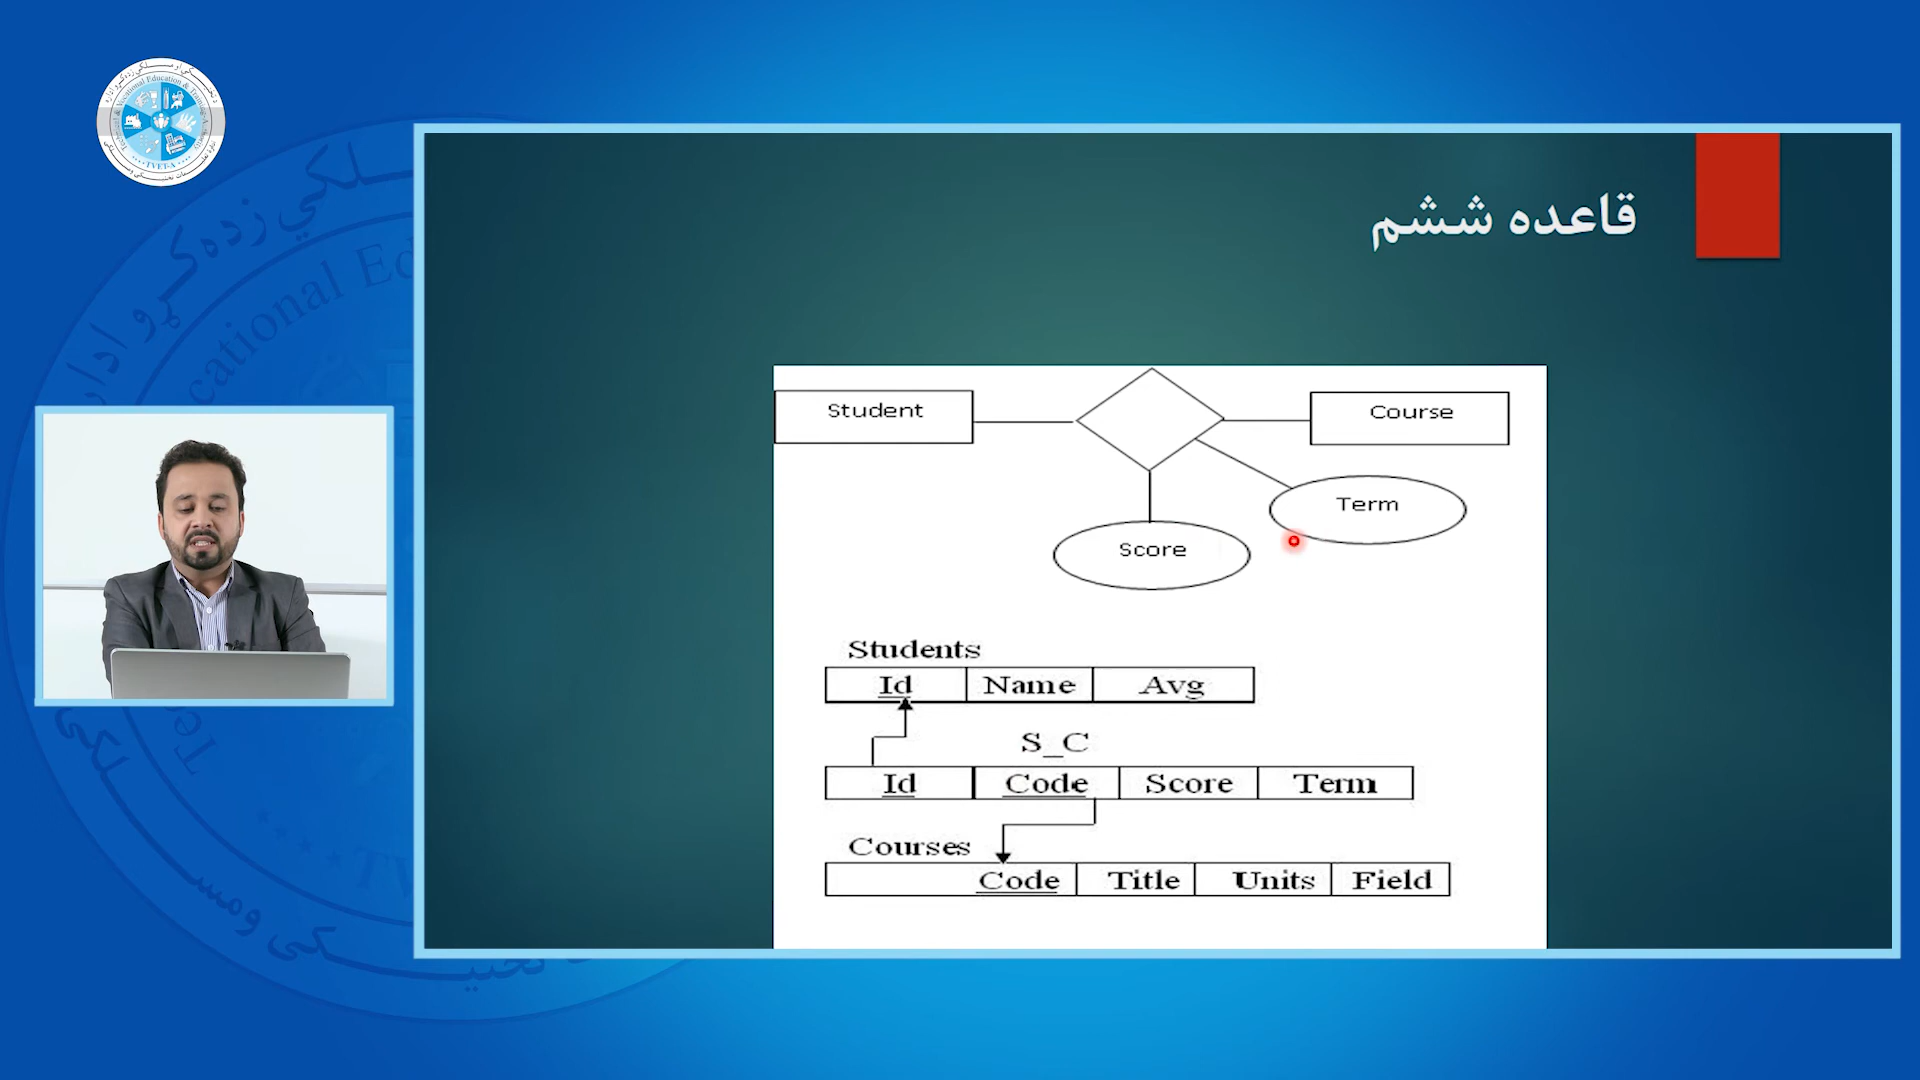 قاعده ششم
Student
Course
Term
Score
Students
Id Name Avg
S_C
Id Code Score Term
Courses
Code Title Units Field
TVET-A